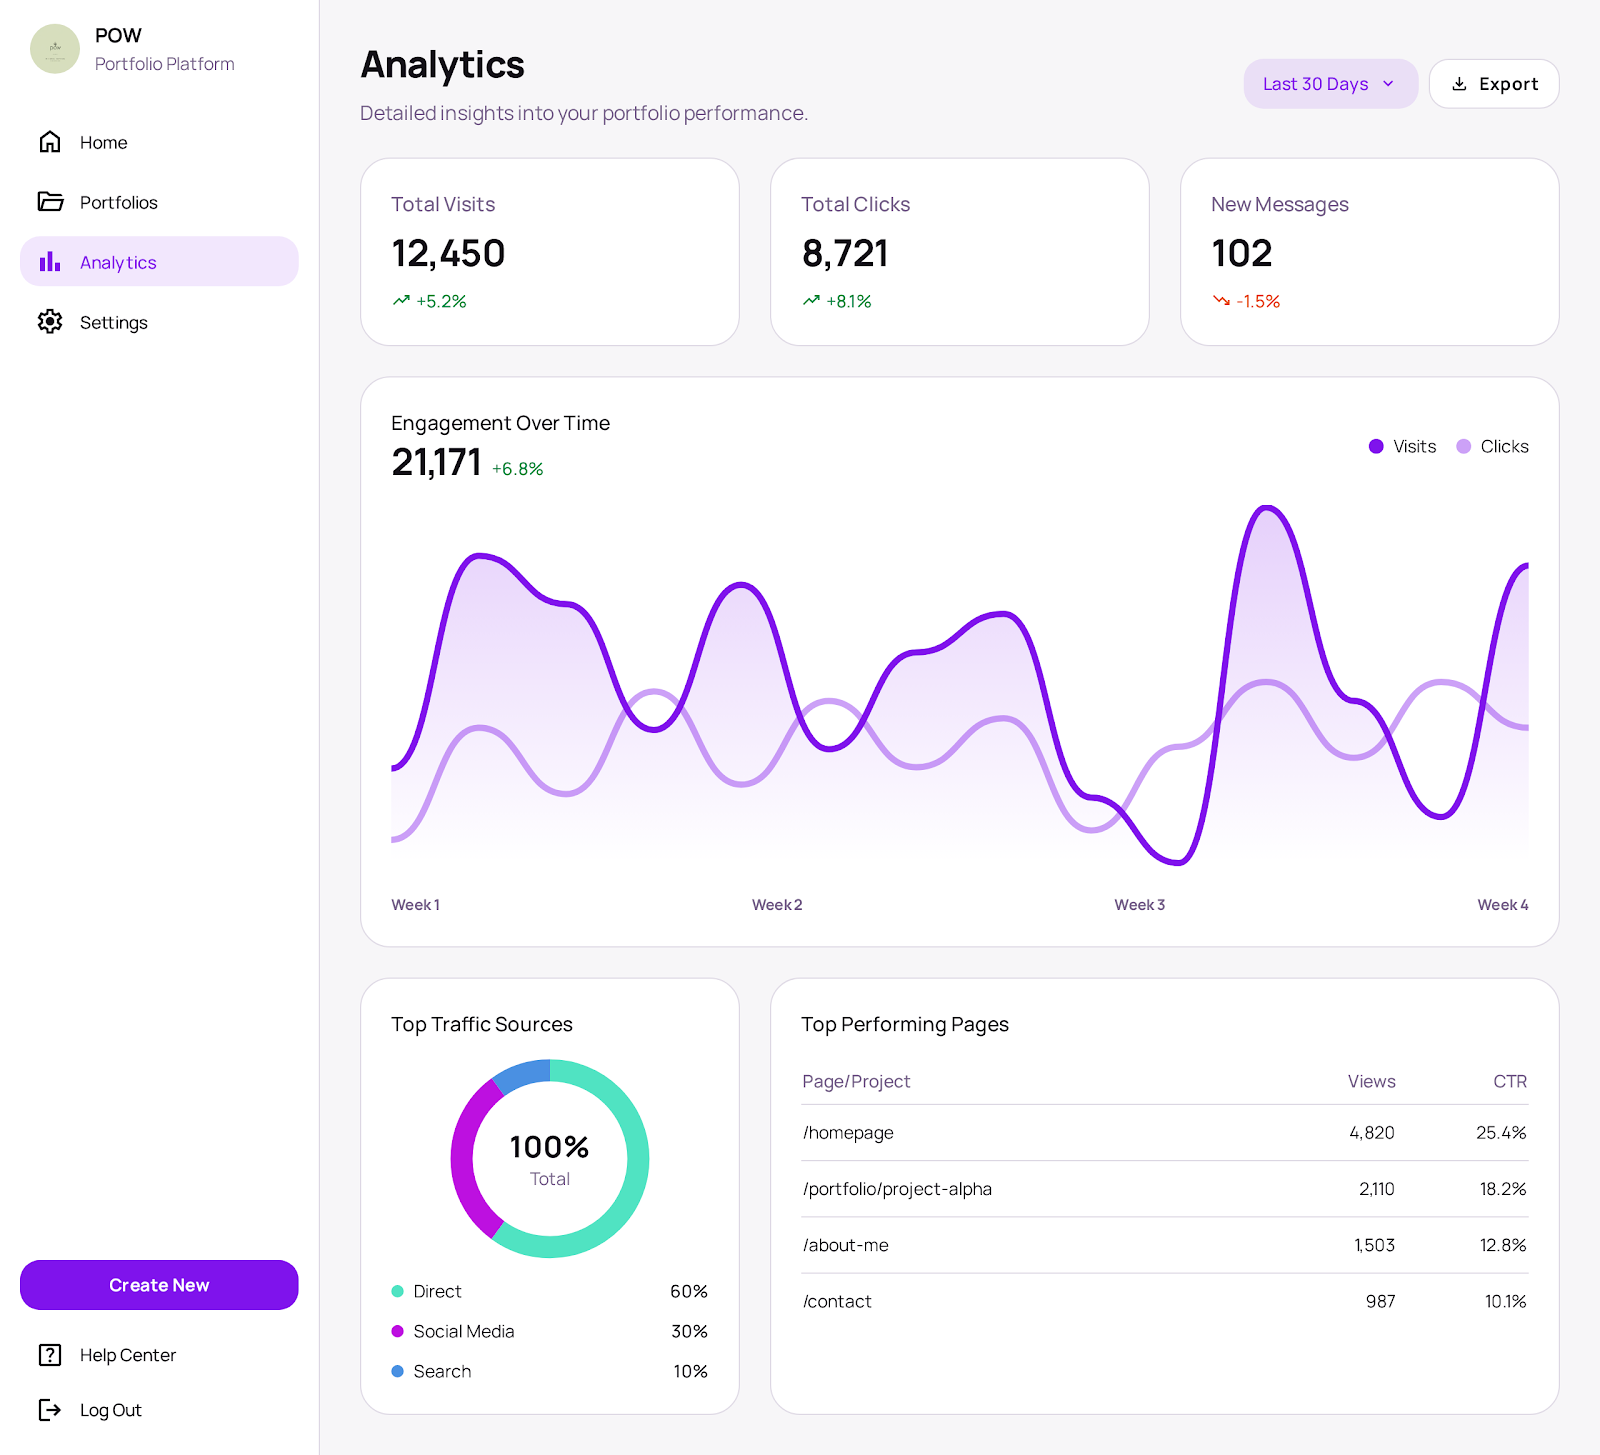 POW
Portfolio Platform
Home
Portfolios
Analytics
Settings
Create New
Help Center
Log Out
Analytics
Detailed insights into your portfolio performance.
Last 30 Days
Export
Total Visits
12,450
+5.2%
Total Clicks
8,721
+8.1%
New Messages
102
-1.5%
Engagement Over Time
21,171 +6.8%
Visits Clicks
Week 1 Week 2 Week 3 Week 4
Top Traffic Sources
100%
Total
Direct 60%
Social Media 30%
Search 10%
Top Performing Pages
Page/Project Views CTR
/homepage 4,820 25.4%
/portfolio/project-alpha 2,110 18.2%
/about-me 1,503 12.8%
/contact 987 10.1%